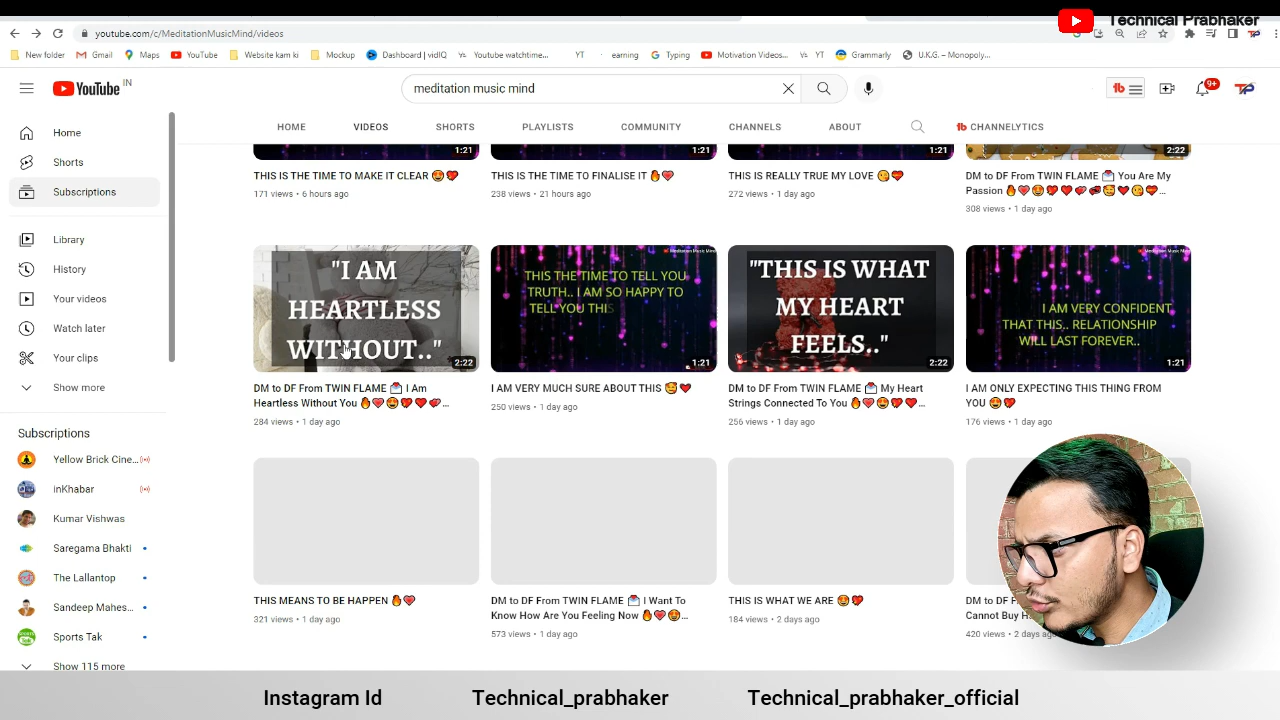 Technical Prabhaker
youtube.com/c/MeditationMusicMind/videos
New folder
Gmail
Maps
YouTube
Website kam ki
Mockup
Dashboard | vidIQ
Youtube watchtime...
YT
earning
Typing
Motivation Videos...
YT
Grammarly
U.K.G. – Monopoly...
YouTube IN
meditation music mind
9+
HOME
VIDEOS
SHORTS
PLAYLISTS
COMMUNITY
CHANNELS
ABOUT
CHANNELYTICS
Home
Shorts
Subscriptions
Library
History
Your videos
Watch later
Your clips
Show more
Subscriptions
Yellow Brick Cine...
inKhabar
Kumar Vishwas
Saregama Bhakti
The Lallantop
Sandeep Mahes...
Sports Tak
Show 115 more
1:21
THIS IS THE TIME TO MAKE IT CLEAR 😍💖
171 views • 6 hours ago
1:21
THIS IS THE TIME TO FINALISE IT 🔥💖
238 views • 21 hours ago
1:21
THIS IS REALLY TRUE MY LOVE
272 views • 1 day ago
2:22
DM to DF From TWIN FLAME 📩 You Are My
Passion
308 views • 1 day ago
"I AM
HEARTLESS
WITHOUT.."
2:22
DM to DF From TWIN FLAME 📩 I Am
Heartless Without You
284 views • 1 day ago
Meditation Music Mind
THIS THE TIME TO TELL YOU
TRUTH.. I AM SO HAPPY TO
TELL YOU THIS
1:21
I AM VERY MUCH SURE ABOUT THIS
250 views • 1 day ago
"THIS IS WHAT
MY HEART
FEELS.."
2:22
DM to DF From TWIN FLAME 📩 My Heart
Strings Connected To You
256 views • 1 day ago
Meditation Music Mind
I AM VERY CONFIDENT
THAT THIS.. RELATIONSHIP
WILL LAST FOREVER..
1:21
I AM ONLY EXPECTING THIS THING FROM
YOU
176 views • 1 day ago
THIS MEANS TO BE HAPPEN
321 views • 1 day ago
DM to DF From TWIN FLAME 📩 I Want To
Know How Are You Feeling Now
573 views • 1 day ago
THIS IS WHAT WE ARE
184 views • 2 days ago
DM to DF
Cannot Buy
420 views • 2 days
Instagram Id
Technical_prabhaker
Technical_prabhaker_official